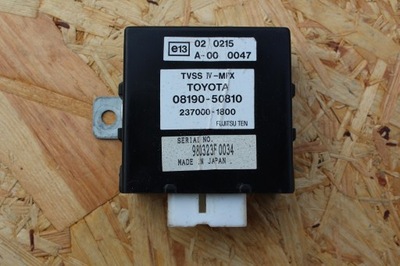 e13 02 0215
A-00 0047
TVSS IV-MPX
TOYOTA
08190-50810
237000-1800
FUJITSU TEN
SERIAL NO.
980323F0034
MADE IN JAPAN.